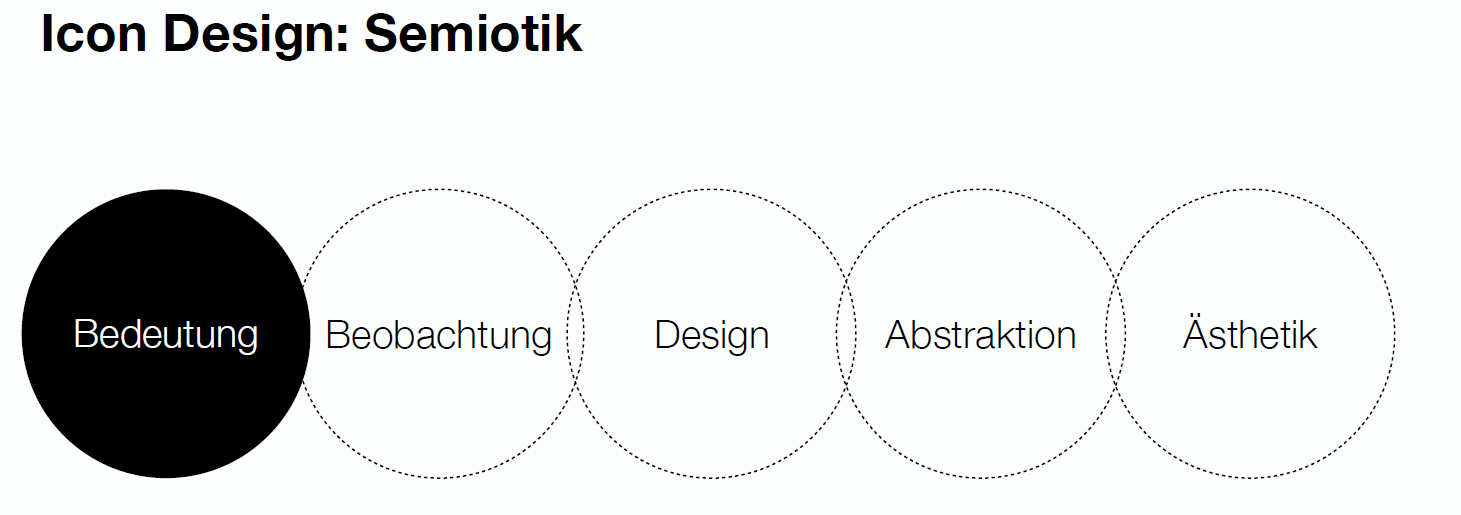 Icon Design: Semiotik
Bedeutung
Beobachtung
Design
Abstraktion
Ästhetik